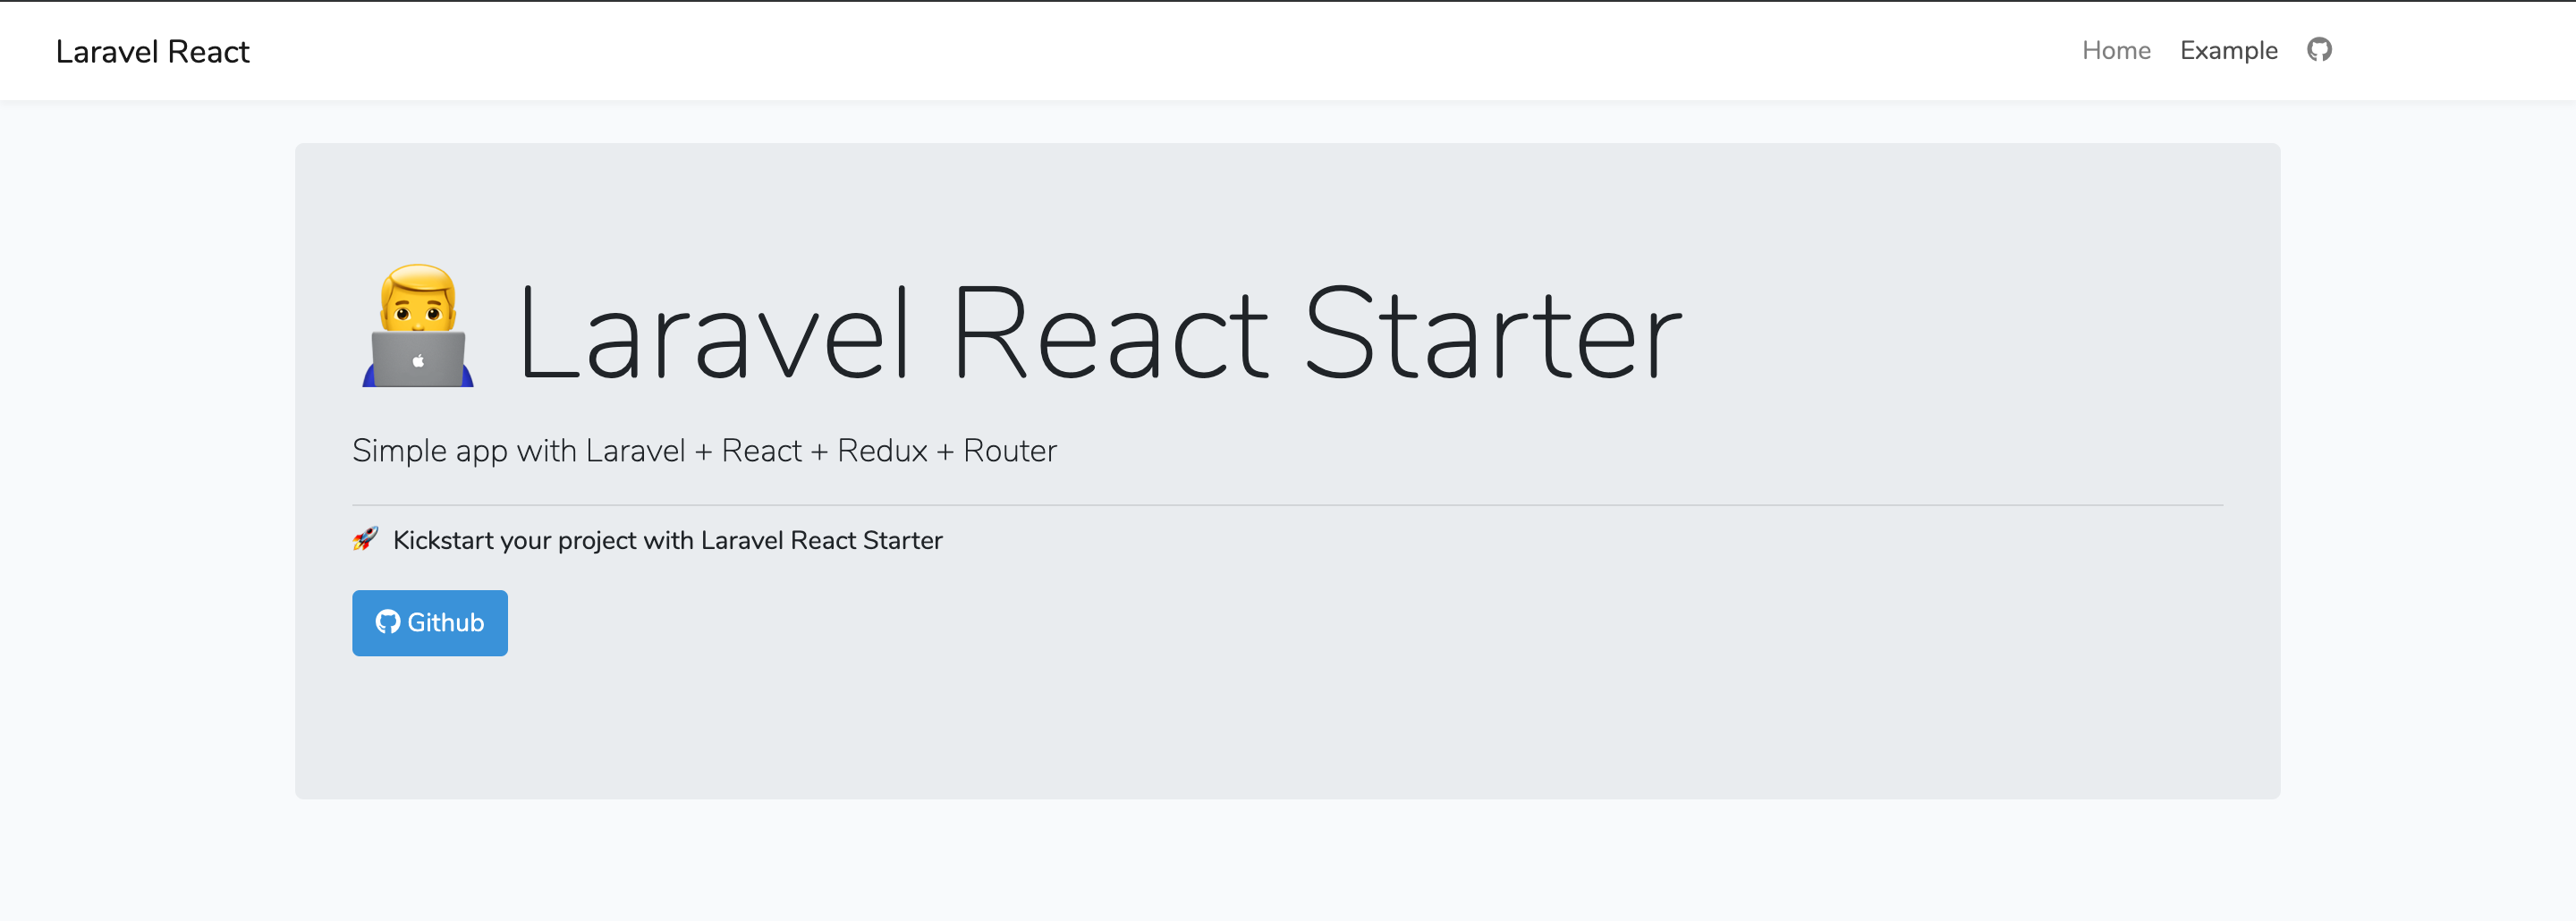 Laravel React
Home Example
Laravel React Starter
Simple app with Laravel + React + Redux + Router
🚀 Kickstart your project with Laravel React Starter
Github